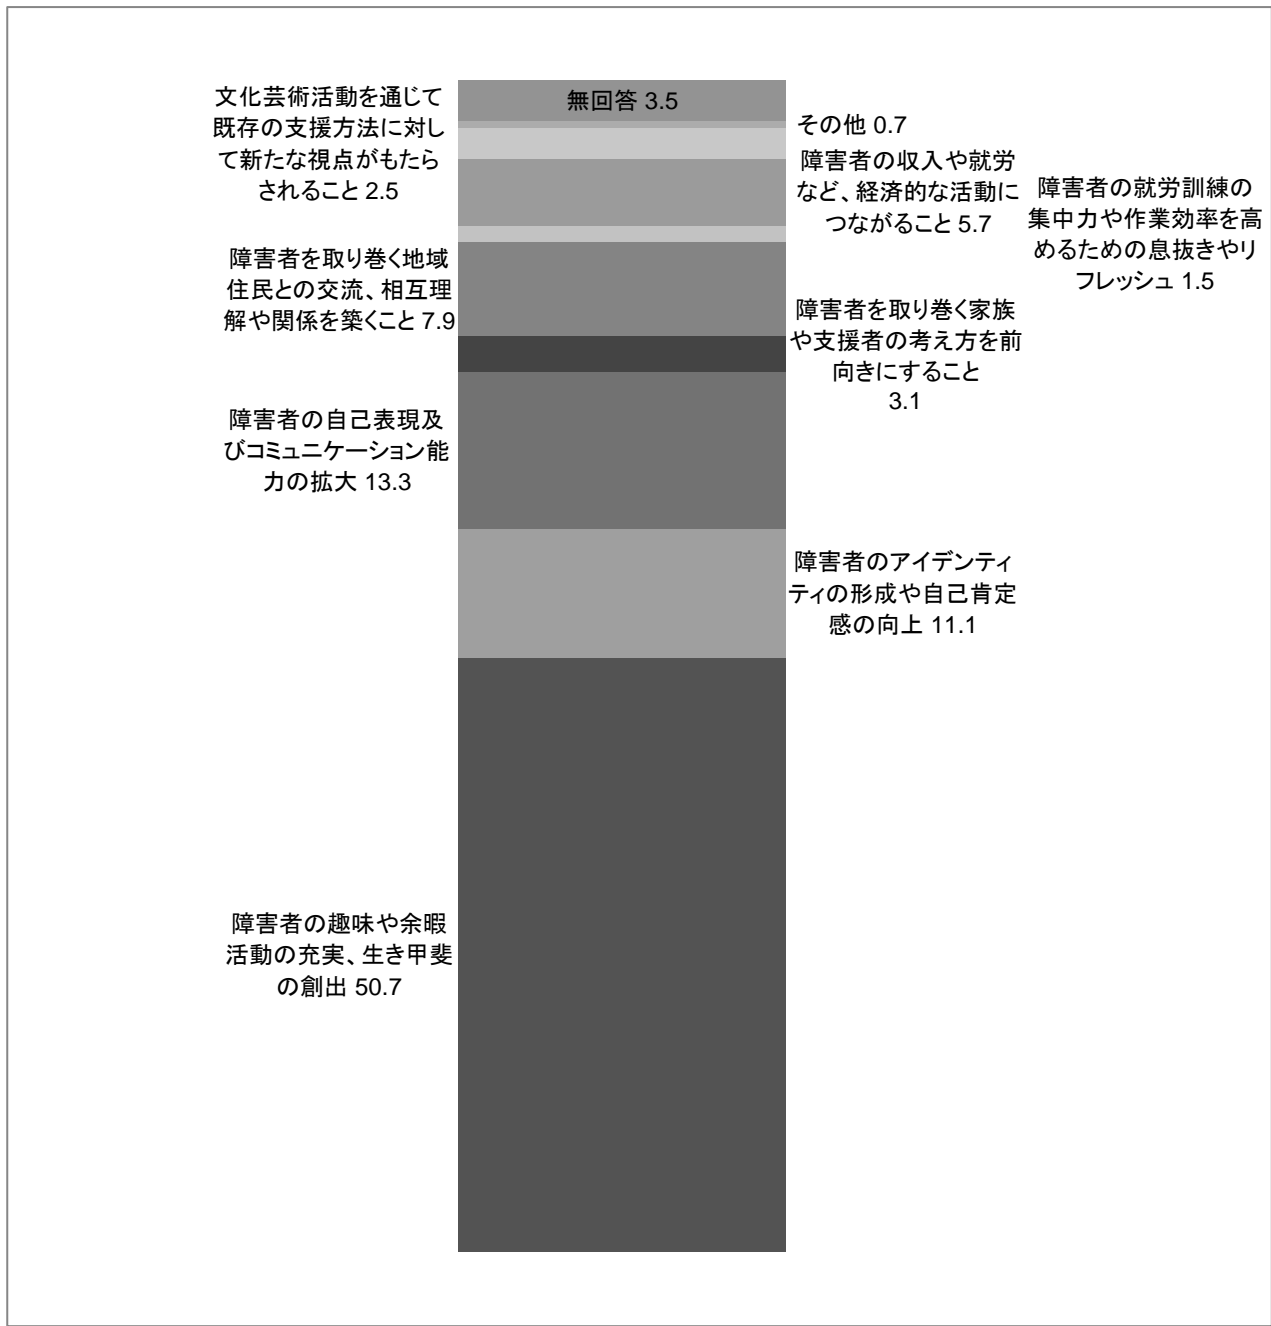 文化芸術活動を通じて
既存の支援方法に対し
て新たな視点がもたら
されること 2.5
無回答 3.5
その他 0.7
障害者の収入や就労
など、経済的な活動に
つながること 5.7
障害者の就労訓練の
集中力や作業効率を高
めるための息抜きやリ
フレッシュ 1.5
障害者を取り巻く地域
住民との交流、相互理
解や関係を築くこと 7.9
障害者を取り巻く家族
や支援者の考え方を前
向きにすること
3.1
障害者の自己表現及
びコミュニケーション能
力の拡大 13.3
障害者のアイデンティ
ティの形成や自己肯定
感の向上 11.1
障害者の趣味や余暇
活動の充実、生き甲斐
の創出 50.7